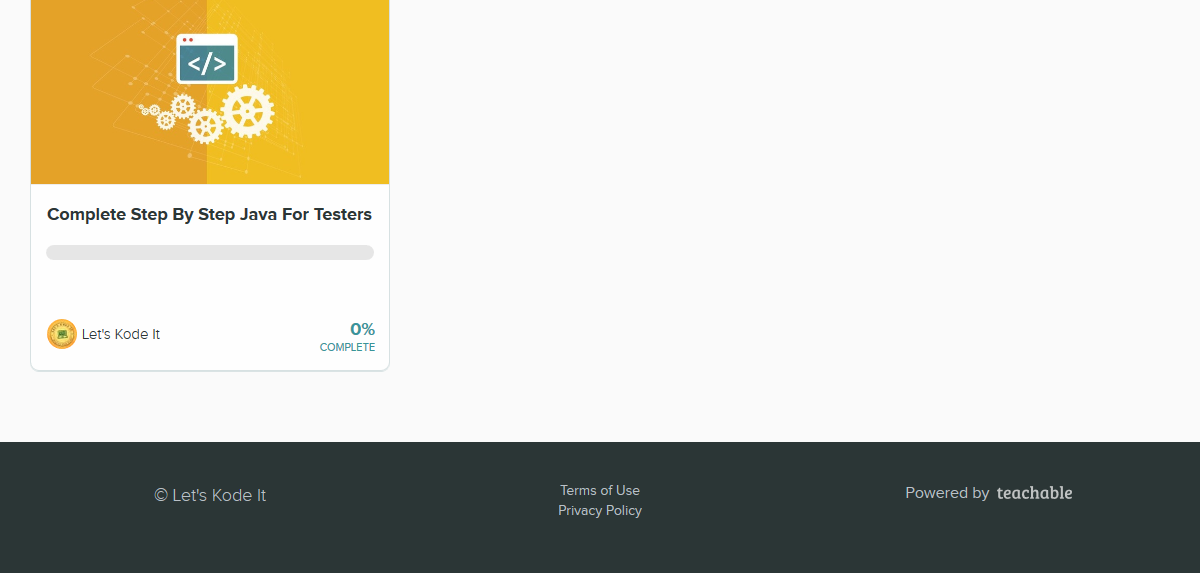 </>
Complete Step By Step Java For Testers
Let's Kode It
0%
COMPLETE
© Let's Kode It
Terms of Use
Privacy Policy
Powered by teachable